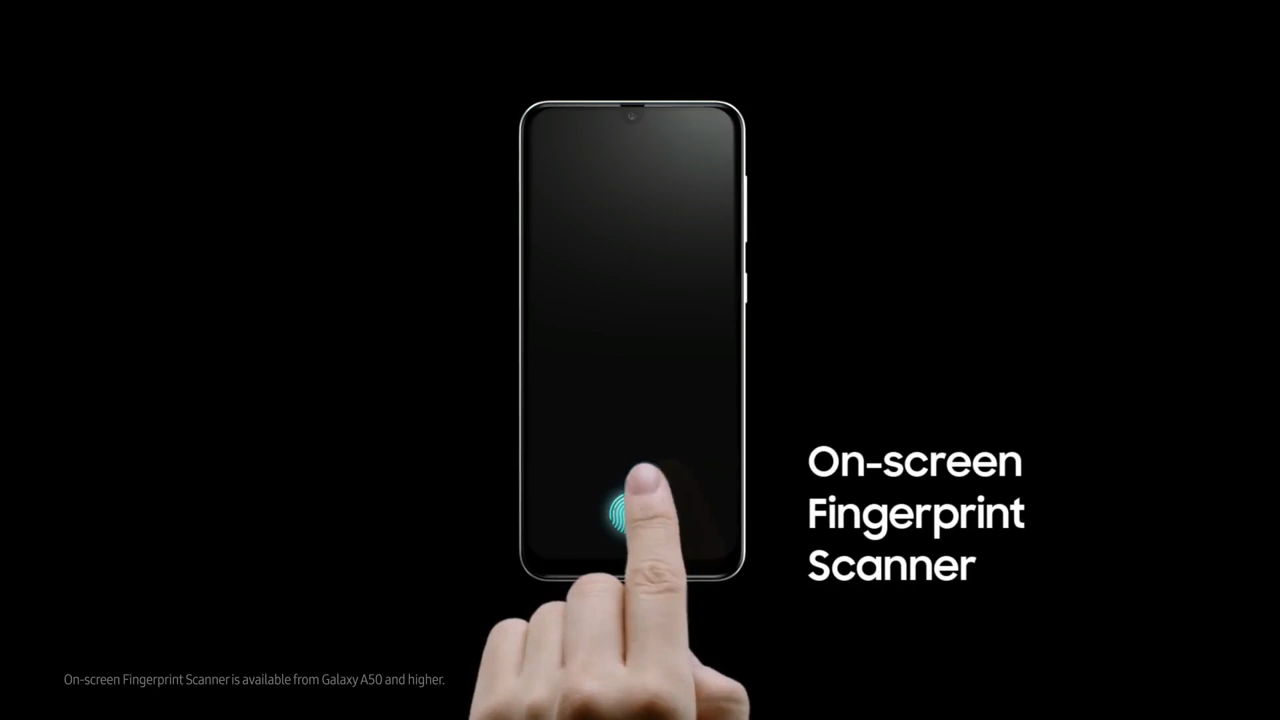 On-screen
Fingerprint
Scanner
On-screen Fingerprint Scanner is available from Galaxy A50 and higher.